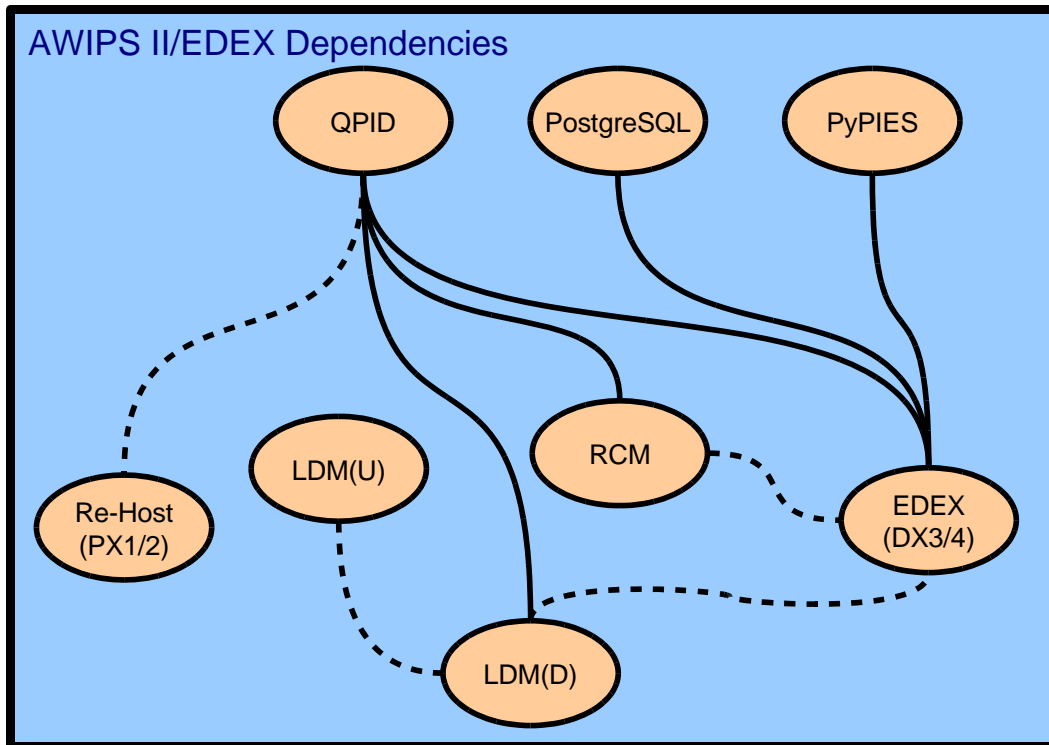 AWIPS II/EDEX Dependencies
QPID
PostgreSQL
PyPIES
LDM(U)
RCM
Re-Host
(PX1/2)
EDEX
(DX3/4)
LDM(D)